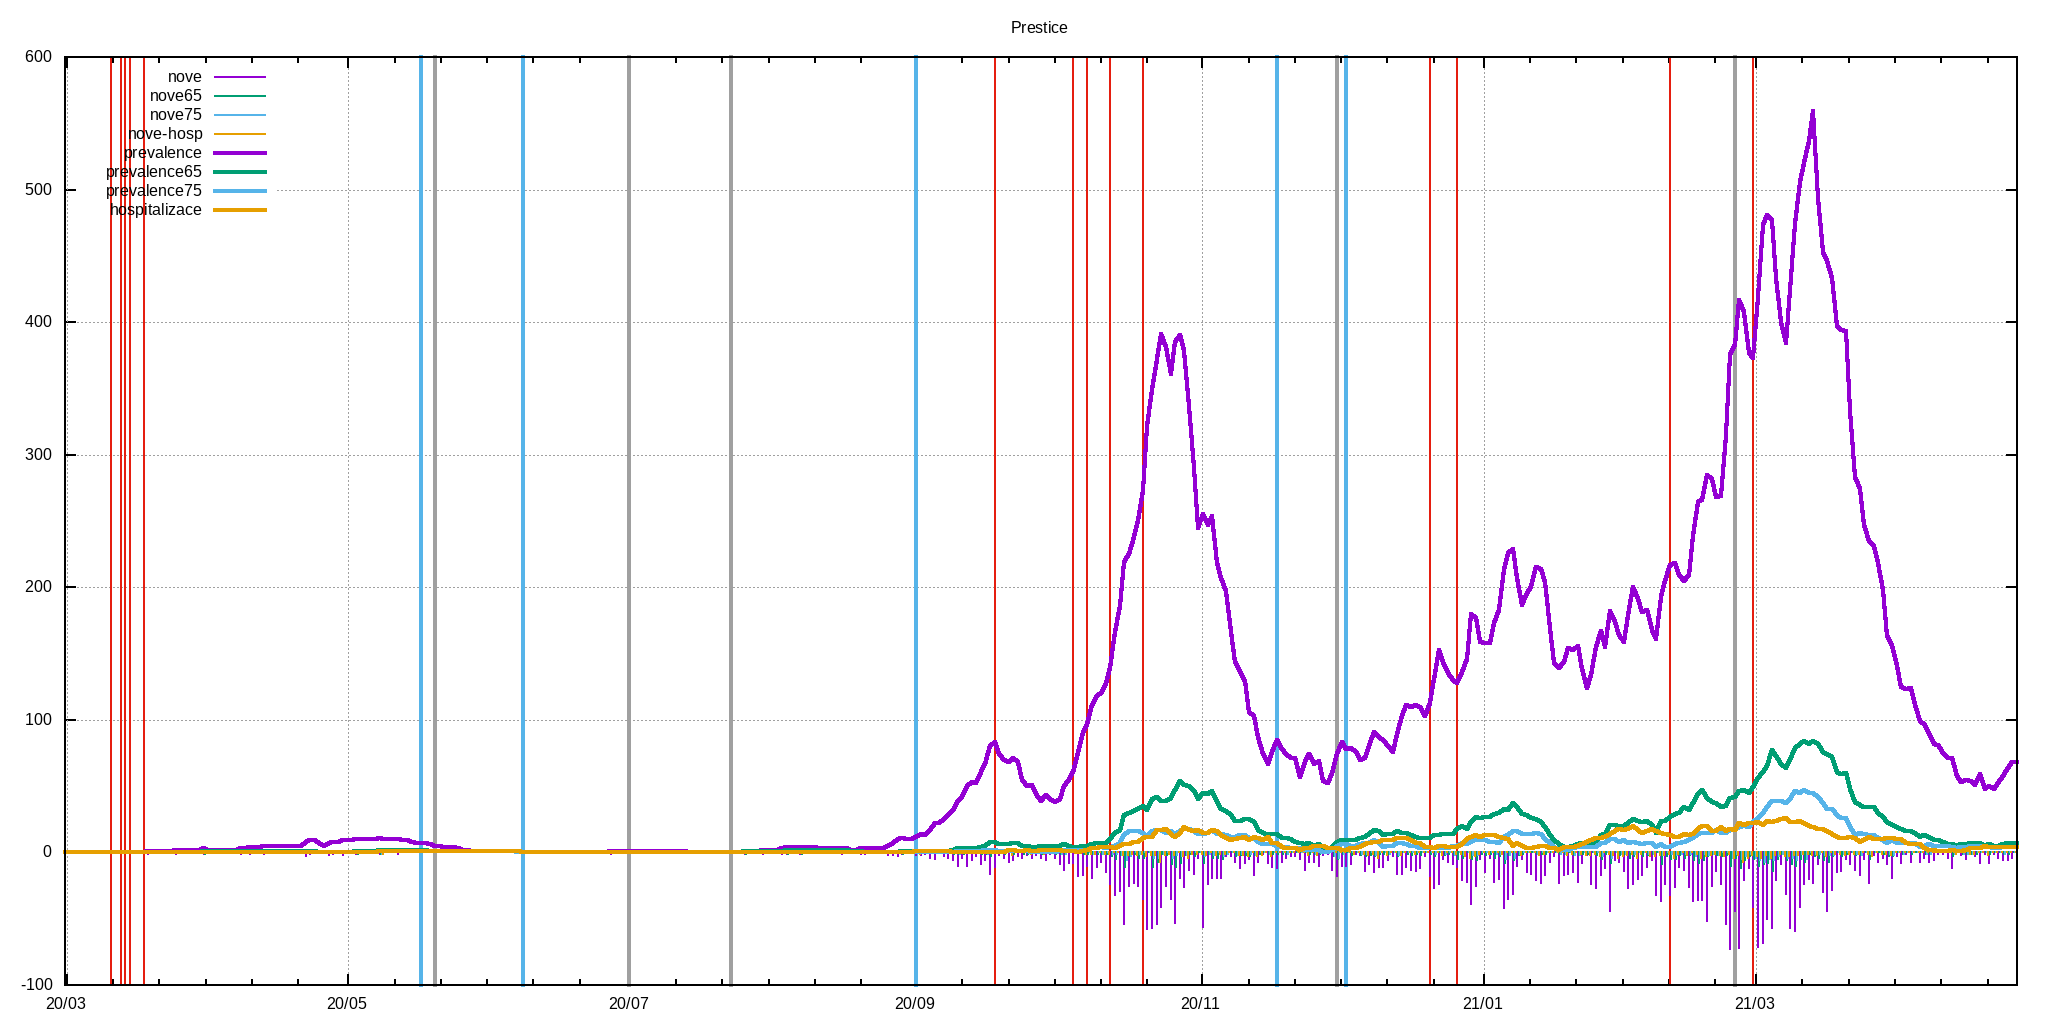 Prestice
600
500
400
300
200
100
0
-100
nove
nove65
nove75
nove-hosp
prevalence
prevalence65
prevalence75
hospitalizace
20/03 20/05 20/07 20/09 20/11 21/01 21/03